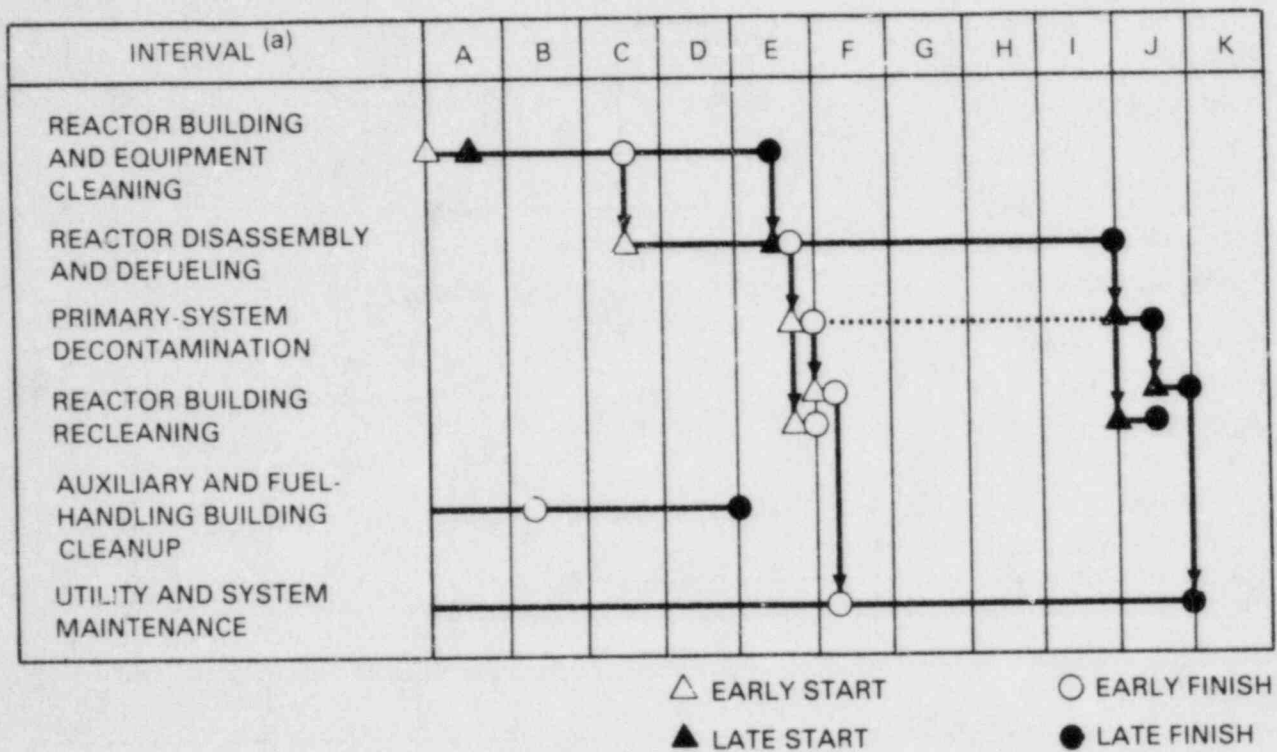 INTERVAL (a) A B C D E F G H I J K
REACTOR BUILDING
AND EQUIPMENT
CLEANING
REACTOR DISASSEMBLY
AND DEFUELING
PRIMARY-SYSTEM
DECONTAMINATION
REACTOR BUILDING
RECLEANING
AUXILIARY AND FUEL-
HANDLING BUILDING
CLEANUP
UTILITY AND SYSTEM
MAINTENANCE
EARLY START EARLY FINISH
LATE START LATE FINISH